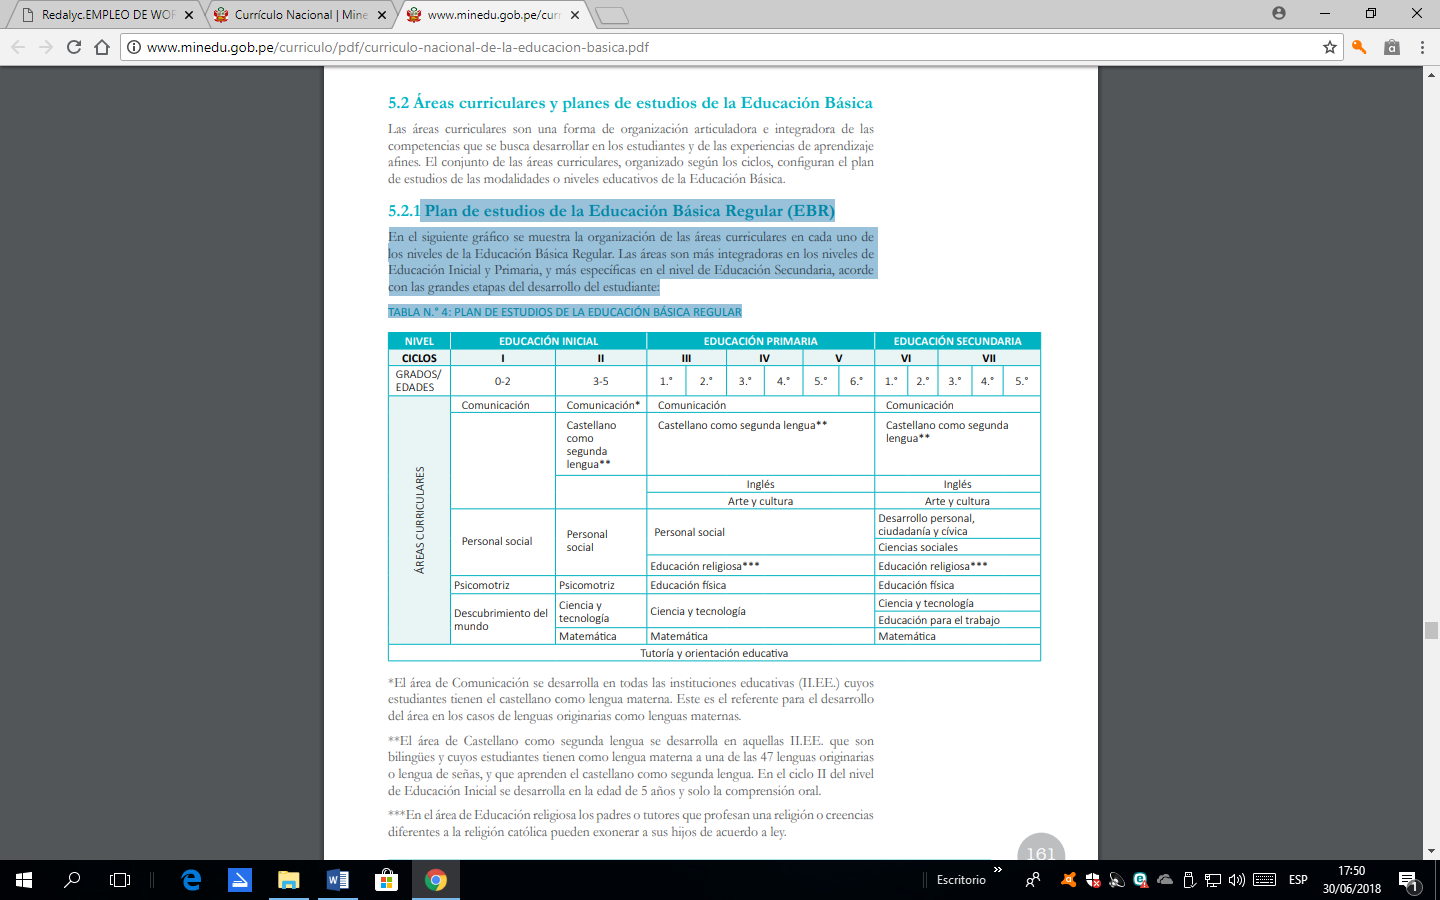 Redalyc.EMPLEO DE WOR
Currículo Nacional | Mine
www.minedu.gob.pe/curr
www.minedu.gob.pe/curriculo/pdf/curriculo-nacional-de-la-educacion-basica.pdf
5.2 Áreas curriculares y planes de estudios de la Educación Básica
Las áreas curriculares son una forma de organización articuladora e integradora de las
competencias que se busca desarrollar en los estudiantes y de las experiencias de aprendizaje
afines. El conjunto de las áreas curriculares, organizado según los ciclos, configuran el plan
de estudios de las modalidades o niveles educativos de la Educación Básica.
5.2.1 Plan de estudios de la Educación Básica Regular (EBR)
En el siguiente gráfico se muestra la organización de las áreas curriculares en cada uno de
los niveles de la Educación Básica Regular. Las áreas son más integradoras en los niveles de
Educación Inicial y Primaria, y más específicas en el nivel de Educación Secundaria, acorde
con las grandes etapas del desarrollo del estudiante:
TABLA N.° 4: PLAN DE ESTUDIOS DE LA EDUCACIÓN BÁSICA REGULAR
NIVEL EDUCACIÓN INICIAL EDUCACIÓN PRIMARIA EDUCACIÓN SECUNDARIA
CICLOS I II III IV V VI VII
GRADOS/
EDADES 0-2 3-5 1.° 2.° 3.° 4.° 5.° 6.° 1.° 2.° 3.° 4.° 5.°
ÁREAS CURRICULARES
Comunicación Comunicación* Comunicación Comunicación
Castellano como segunda lengua** Castellano como segunda lengua** Castellano como segunda lengua**
Inglés Inglés
Arte y cultura Arte y cultura
Personal social Personal social Personal social Desarrollo personal, ciudadanía y cívica
Ciencias sociales
Educación religiosa*** Educación religiosa***
Psicomotriz Psicomotriz Educación física Educación física
Descubrimiento del mundo Ciencia y tecnología Ciencia y tecnología Ciencia y tecnología
Educación para el trabajo
Matemática Matemática Matemática
Tutoría y orientación educativa
*El área de Comunicación se desarrolla en todas las instituciones educativas (II.EE.) cuyos
estudiantes tienen el castellano como lengua materna. Este es el referente para el desarrollo
del área en los casos de lenguas originarias como lenguas maternas.
**El área de Castellano como segunda lengua se desarrolla en aquellas II.EE. que son
bilingües y cuyos estudiantes tienen como lengua materna a una de las 47 lenguas originarias
o lengua de señas, y que aprenden el castellano como segunda lengua. En el ciclo II del nivel
de Educación Inicial se desarrolla en la edad de 5 años y solo la comprensión oral.
***En el área de Educación religiosa los padres o tutores que profesan una religión o creencias
diferentes a la religión católica pueden exonerar a sus hijos de acuerdo a ley.
161
Escritorio
ESP
17:50
30/06/2018
1